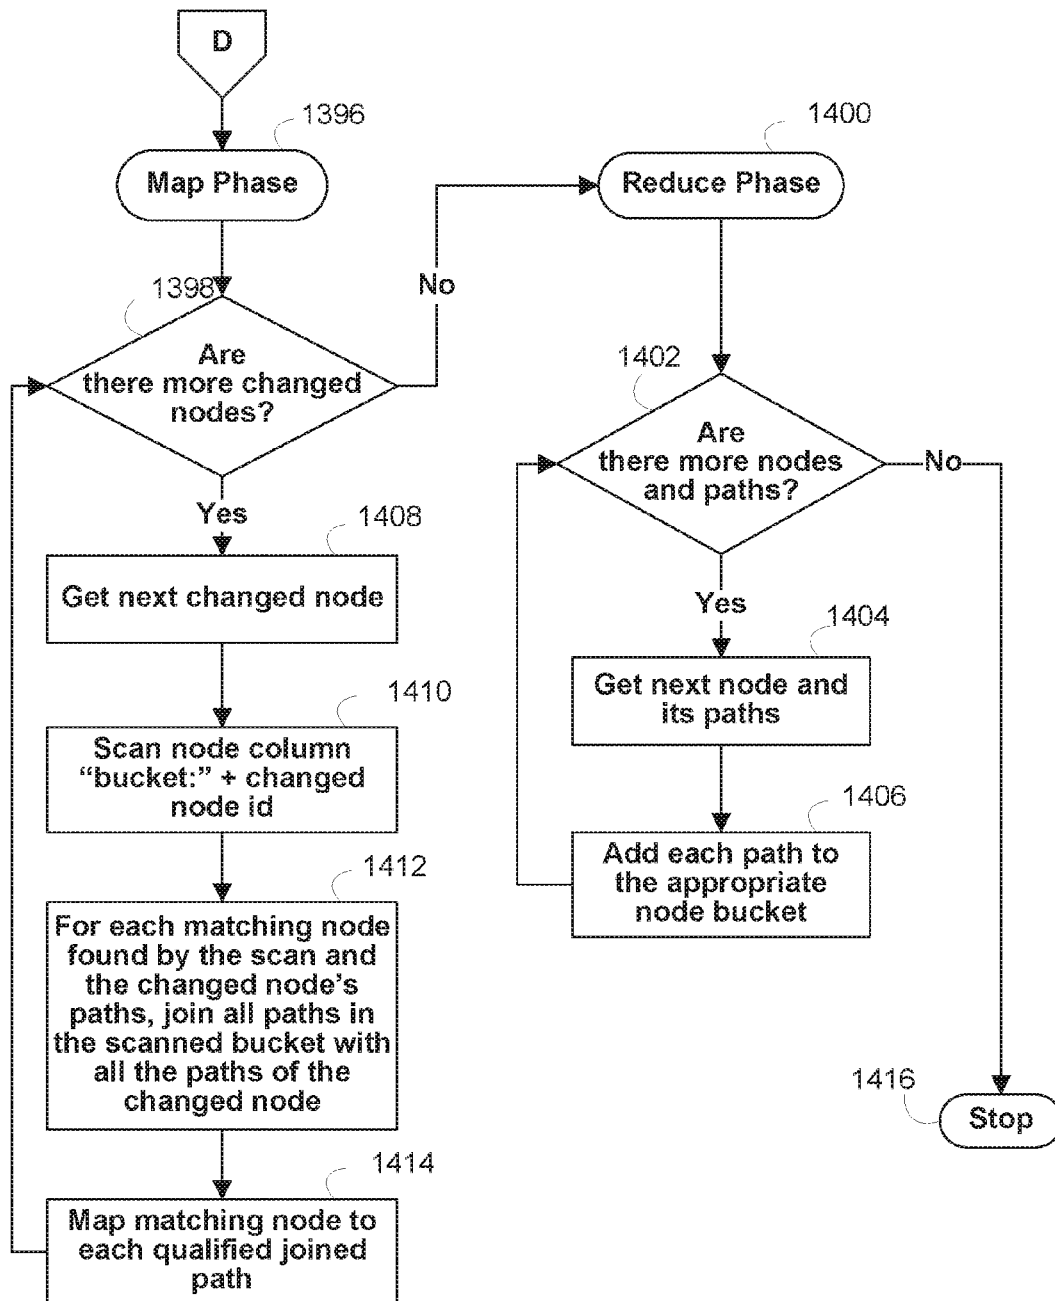 D
1396
Map Phase
1398
Are
there more changed
nodes?
No
Yes
1408
Get next changed node
1410
Scan node column
“bucket:” + changed
node id
1412
For each matching node
found by the scan and
the changed node's
paths, join all paths in
the scanned bucket with
all the paths of the
changed node
1414
Map matching node to
each qualified joined
path
1400
Reduce Phase
1402
Are
there more nodes
and paths?
No
Yes
1404
Get next node and
its paths
1406
Add each path to
the appropriate
node bucket
1416
Stop